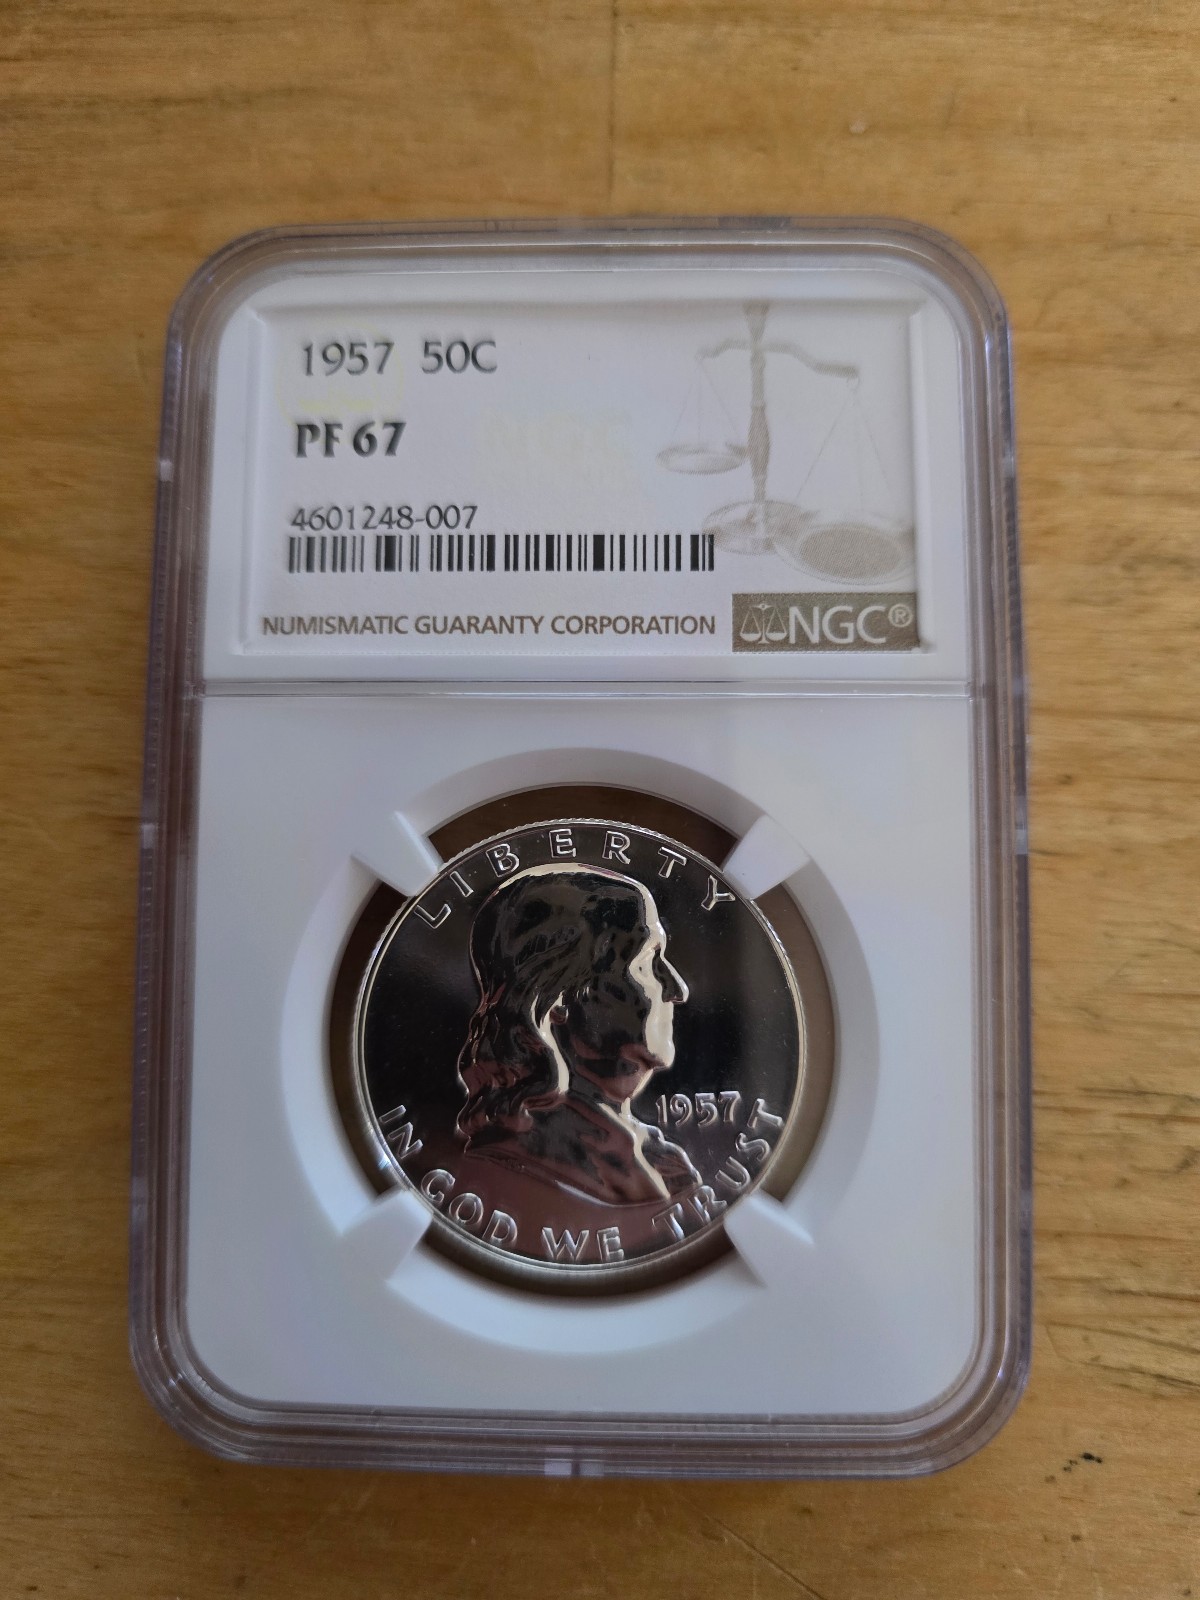 1957 50C
PF 67
4601248-007
NUMISMATIC GUARANTY CORPORATION NGC®
LIBERTY
1957
IN GOD WE TRUST